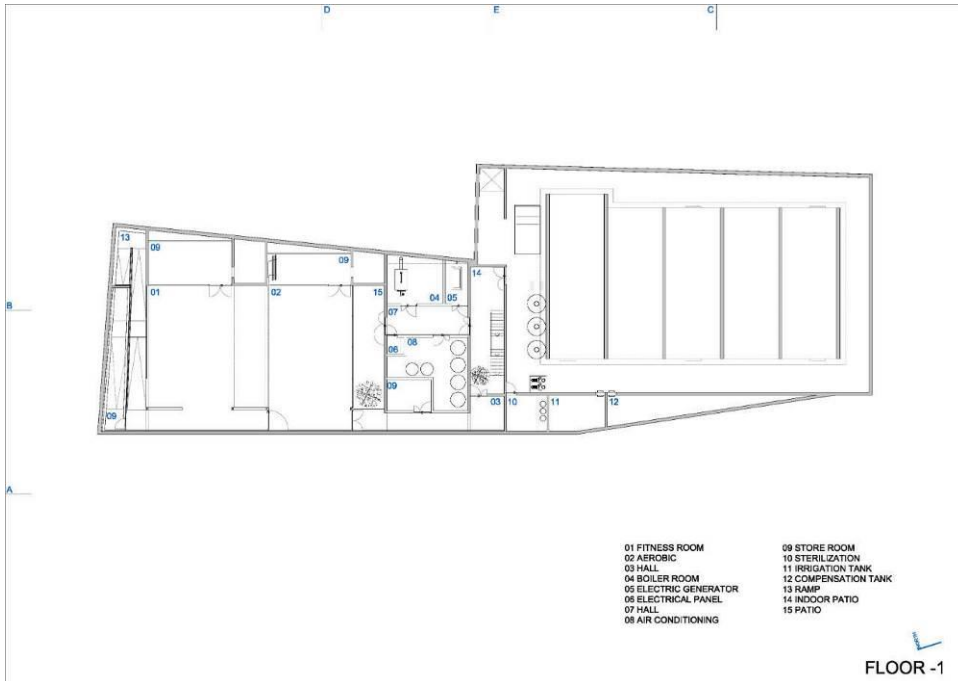 D E C
B
A
13
09
09
14
01
02
15
04
05
07
08
06
09
09
03
10
11
12
01 FITNESS ROOM
02 AEROBIC
03 HALL
04 BOILER ROOM
05 ELECTRIC GENERATOR
06 ELECTRICAL PANEL
07 HALL
08 AIR CONDITIONING
09 STORE ROOM
10 STERILIZATION
11 IRRIGATION TANK
12 COMPENSATION TANK
13 RAMP
14 INDOOR PATIO
15 PATIO
FLOOR -1